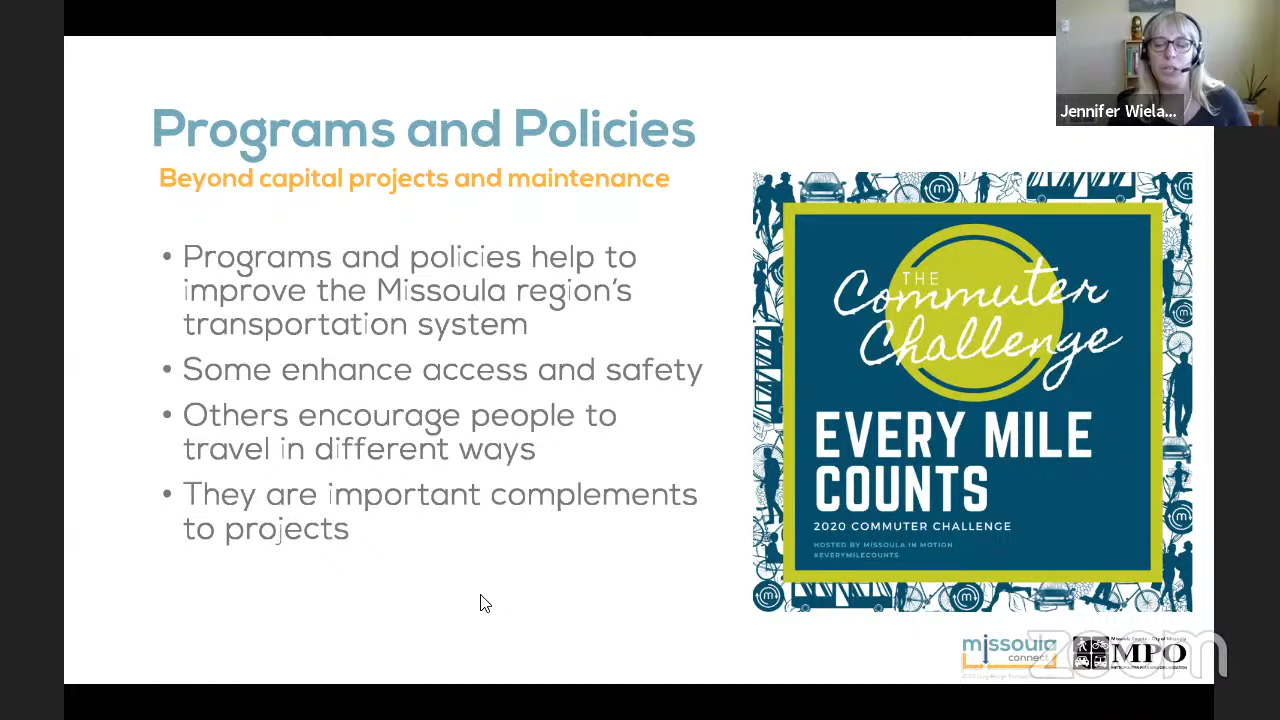 Jennifer Wiela...
Programs and Policies
Beyond capital projects and maintenance
• Programs and policies help to
improve the Missoula region's
transportation system
• Some enhance access and safety
• Others encourage people to
travel in different ways
• They are important complements
to projects
THE
Commuter
Challenge
EVERY MILE
COUNTS
2020 COMMUTER CHALLENGE
HOSTED BY MISSOULA IN MOTION
#EVERYMILECOUNTS
missoula
connect
MPO
zoom